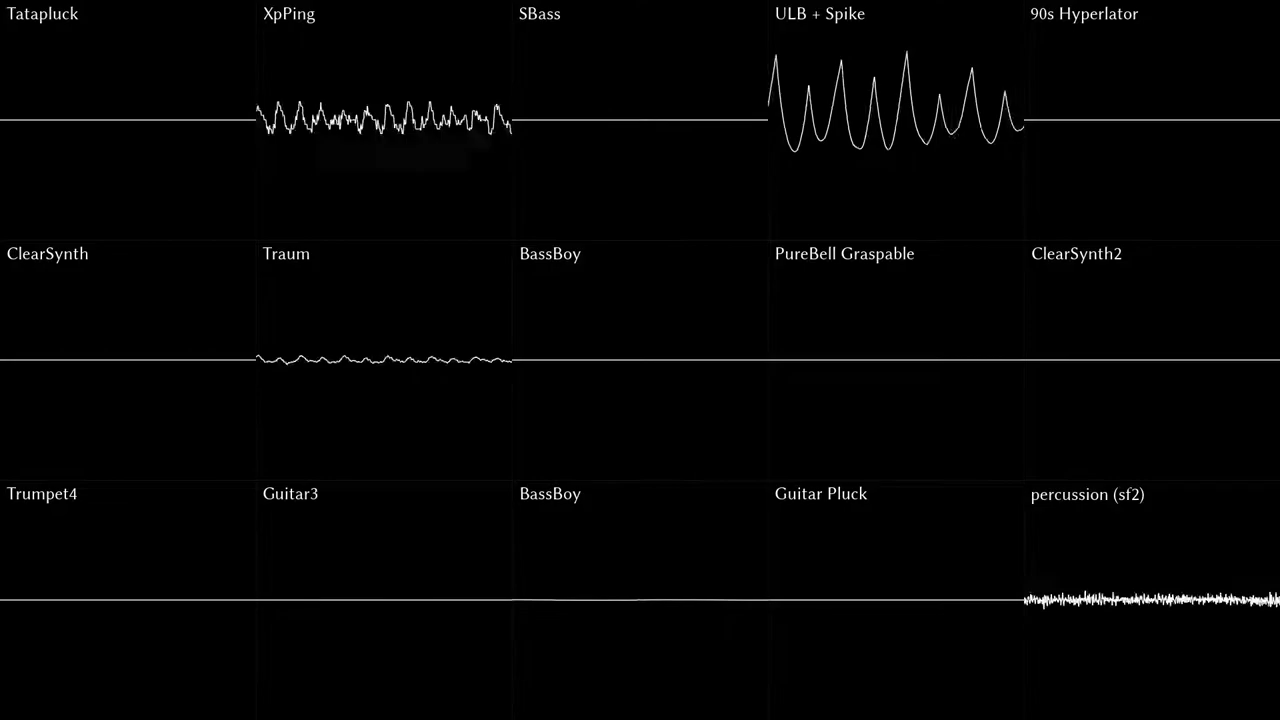 Tatapluck
XpPing
SBass
ULB + Spike
90s Hyperlator
ClearSynth
Traum
BassBoy
PureBell Graspable
ClearSynth2
Trumpet4
Guitar3
BassBoy
Guitar Pluck
percussion (sf2)